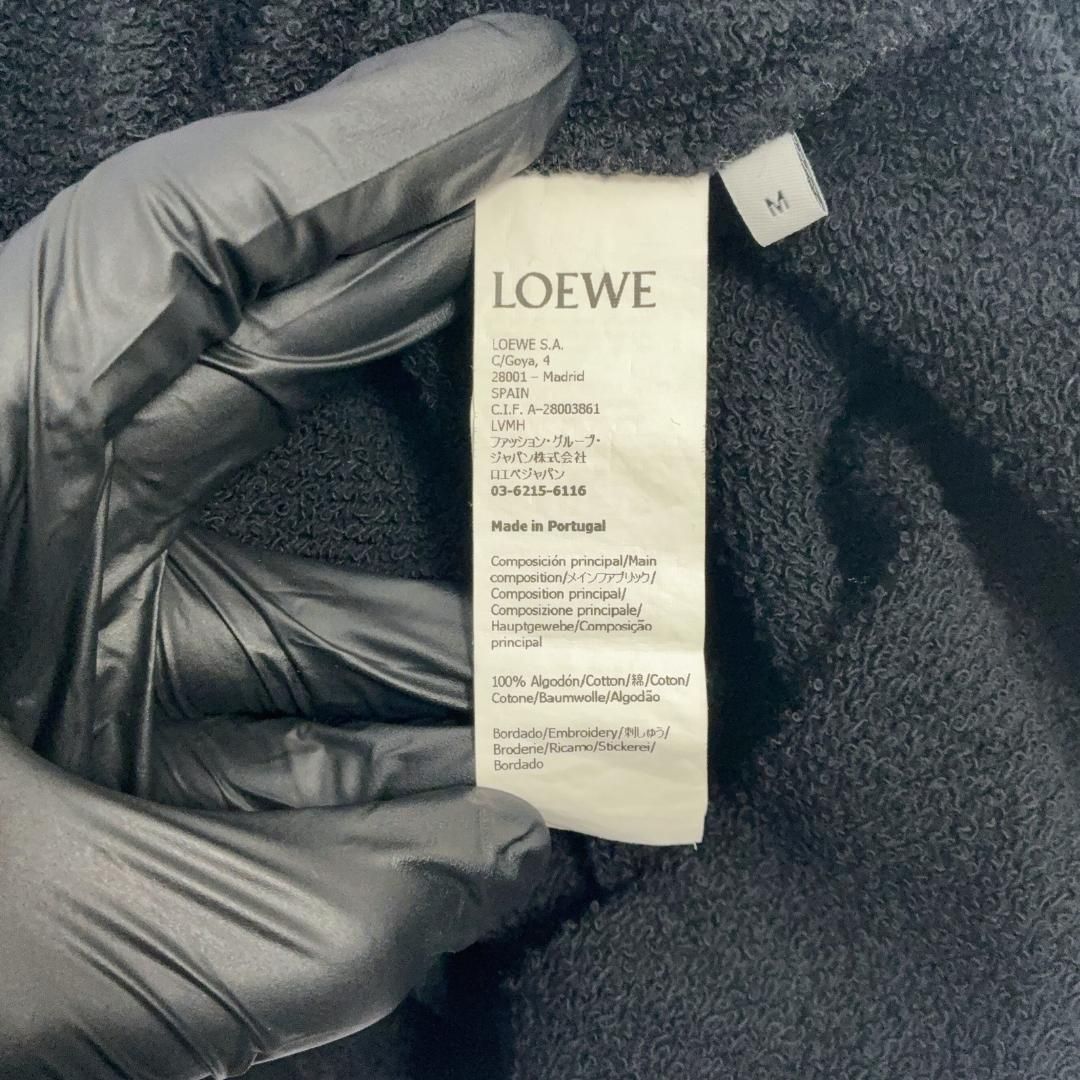 M
LOEWE
LOEWE S.A.
C/Goya, 4
28001 – Madrid
SPAIN
C.I.F. A-28003861
LVMH
ファッション・グループ・
ジャパン株式会社
ロエベジャパン
03-6215-6116
Made in Portugal
Composición principal/Main
composition/メインファブリック/
Composition principal/
Composizione principale/
Hauptgewebe/Composição
principal
100% Algodón/Cotton/綿/Coton/
Cotone/Baumwolle/Algodão
Bordado/Embroidery/刺しゅう/
Broderie/Ricamo/Stickerei/
Bordado